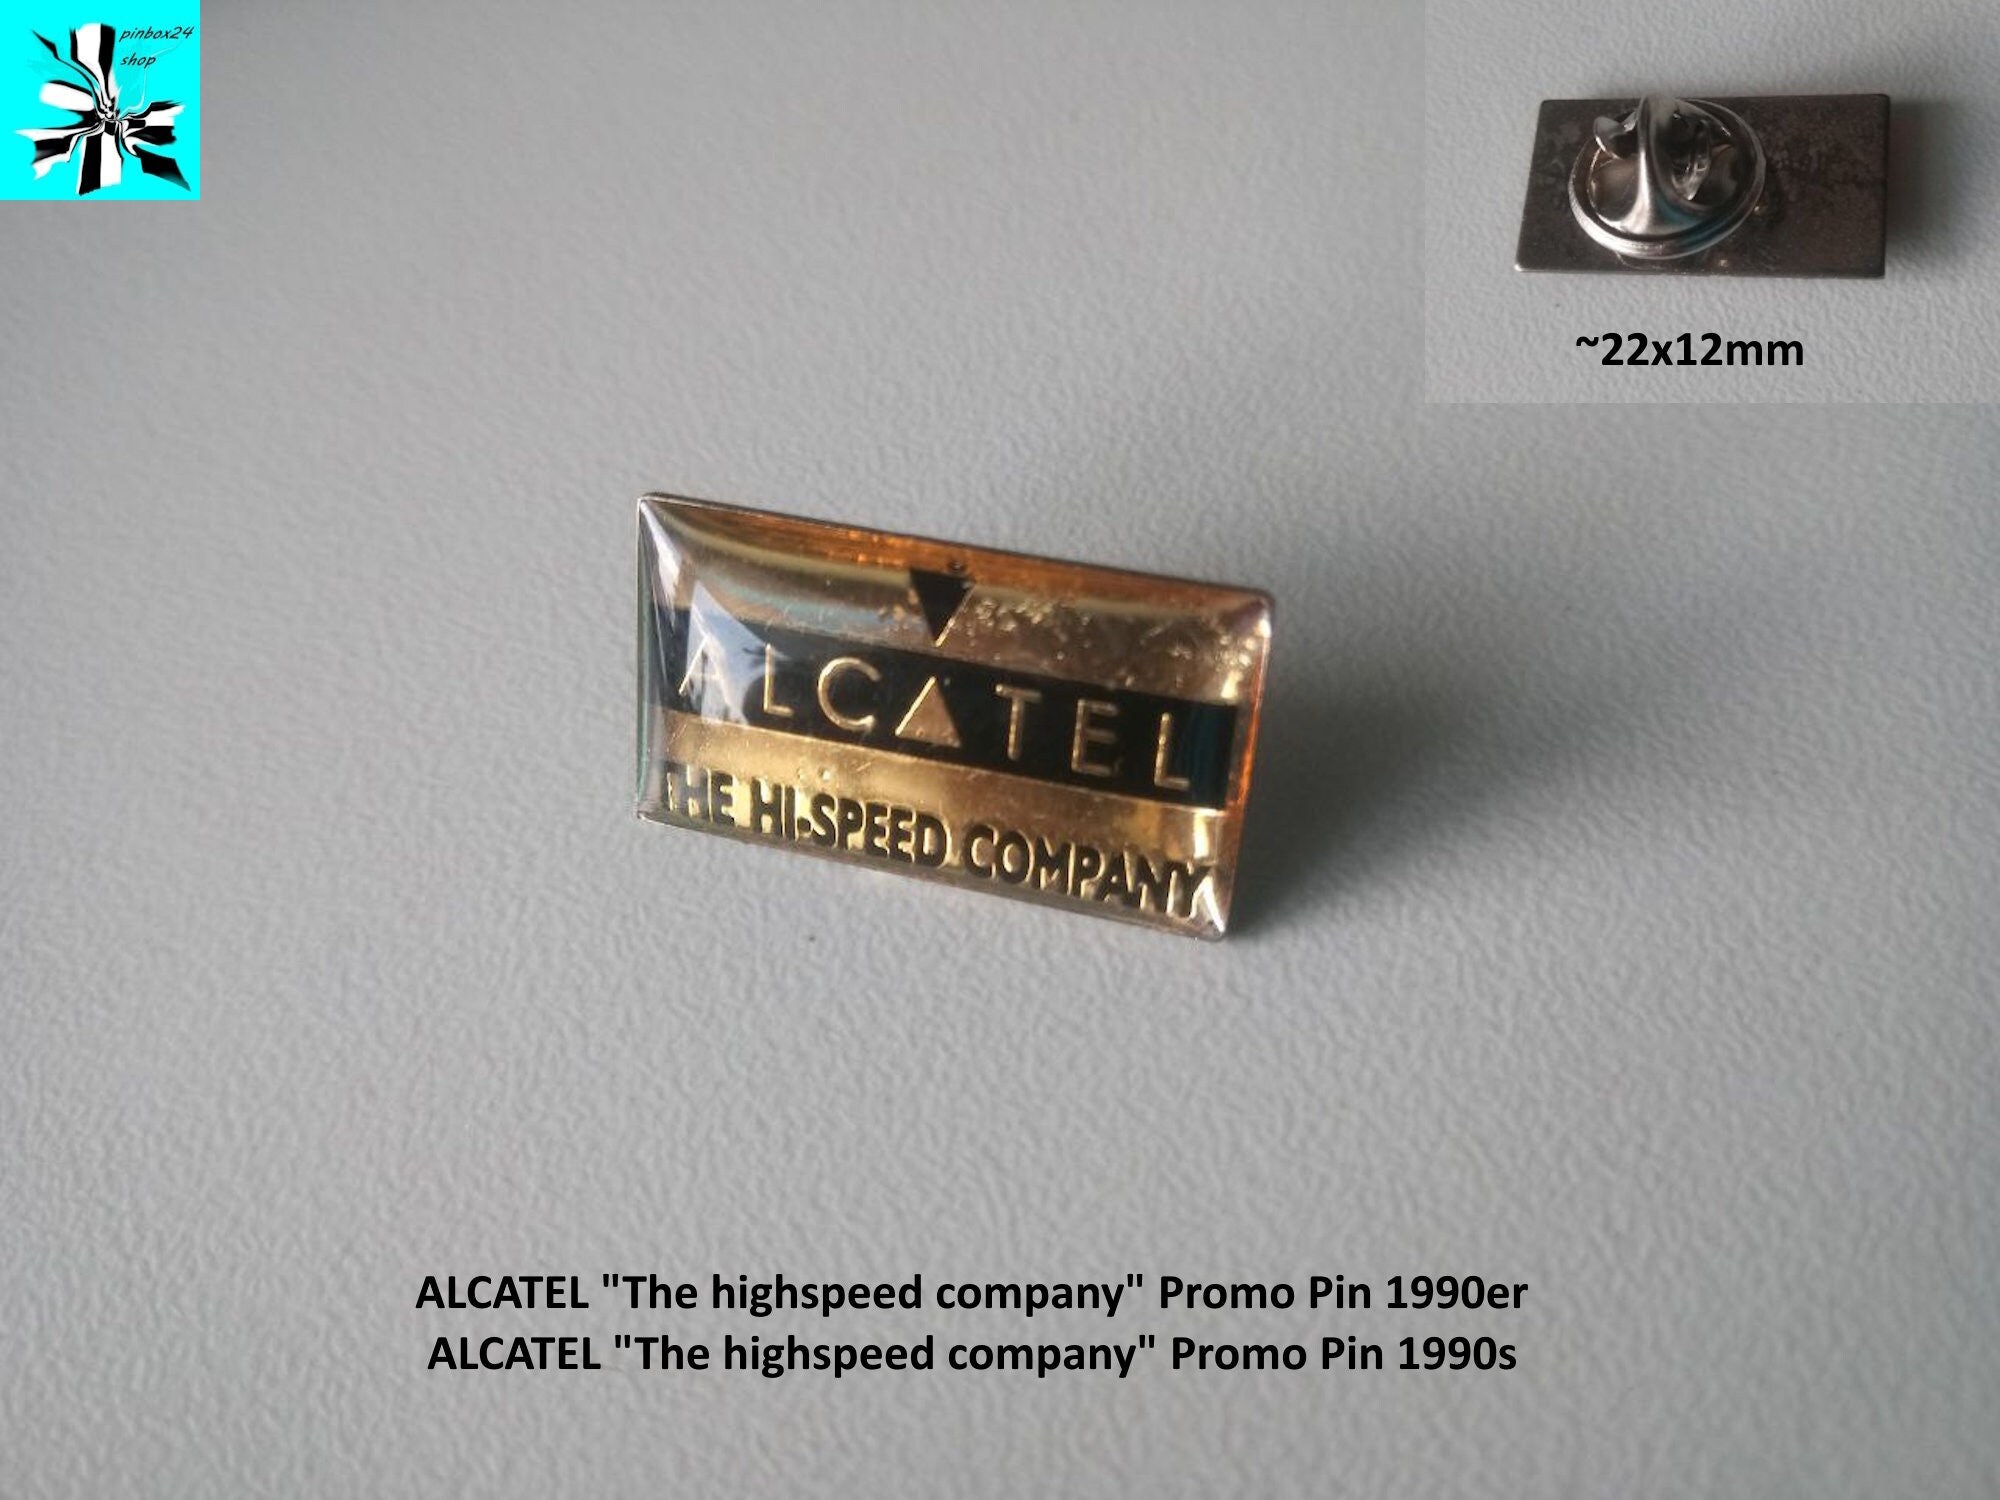 pinbox24
shop
~22x12mm
ALCATEL
THE HI-SPEED COMPANY
ALCATEL "The highspeed company" Promo Pin 1990er
ALCATEL "The highspeed company" Promo Pin 1990s